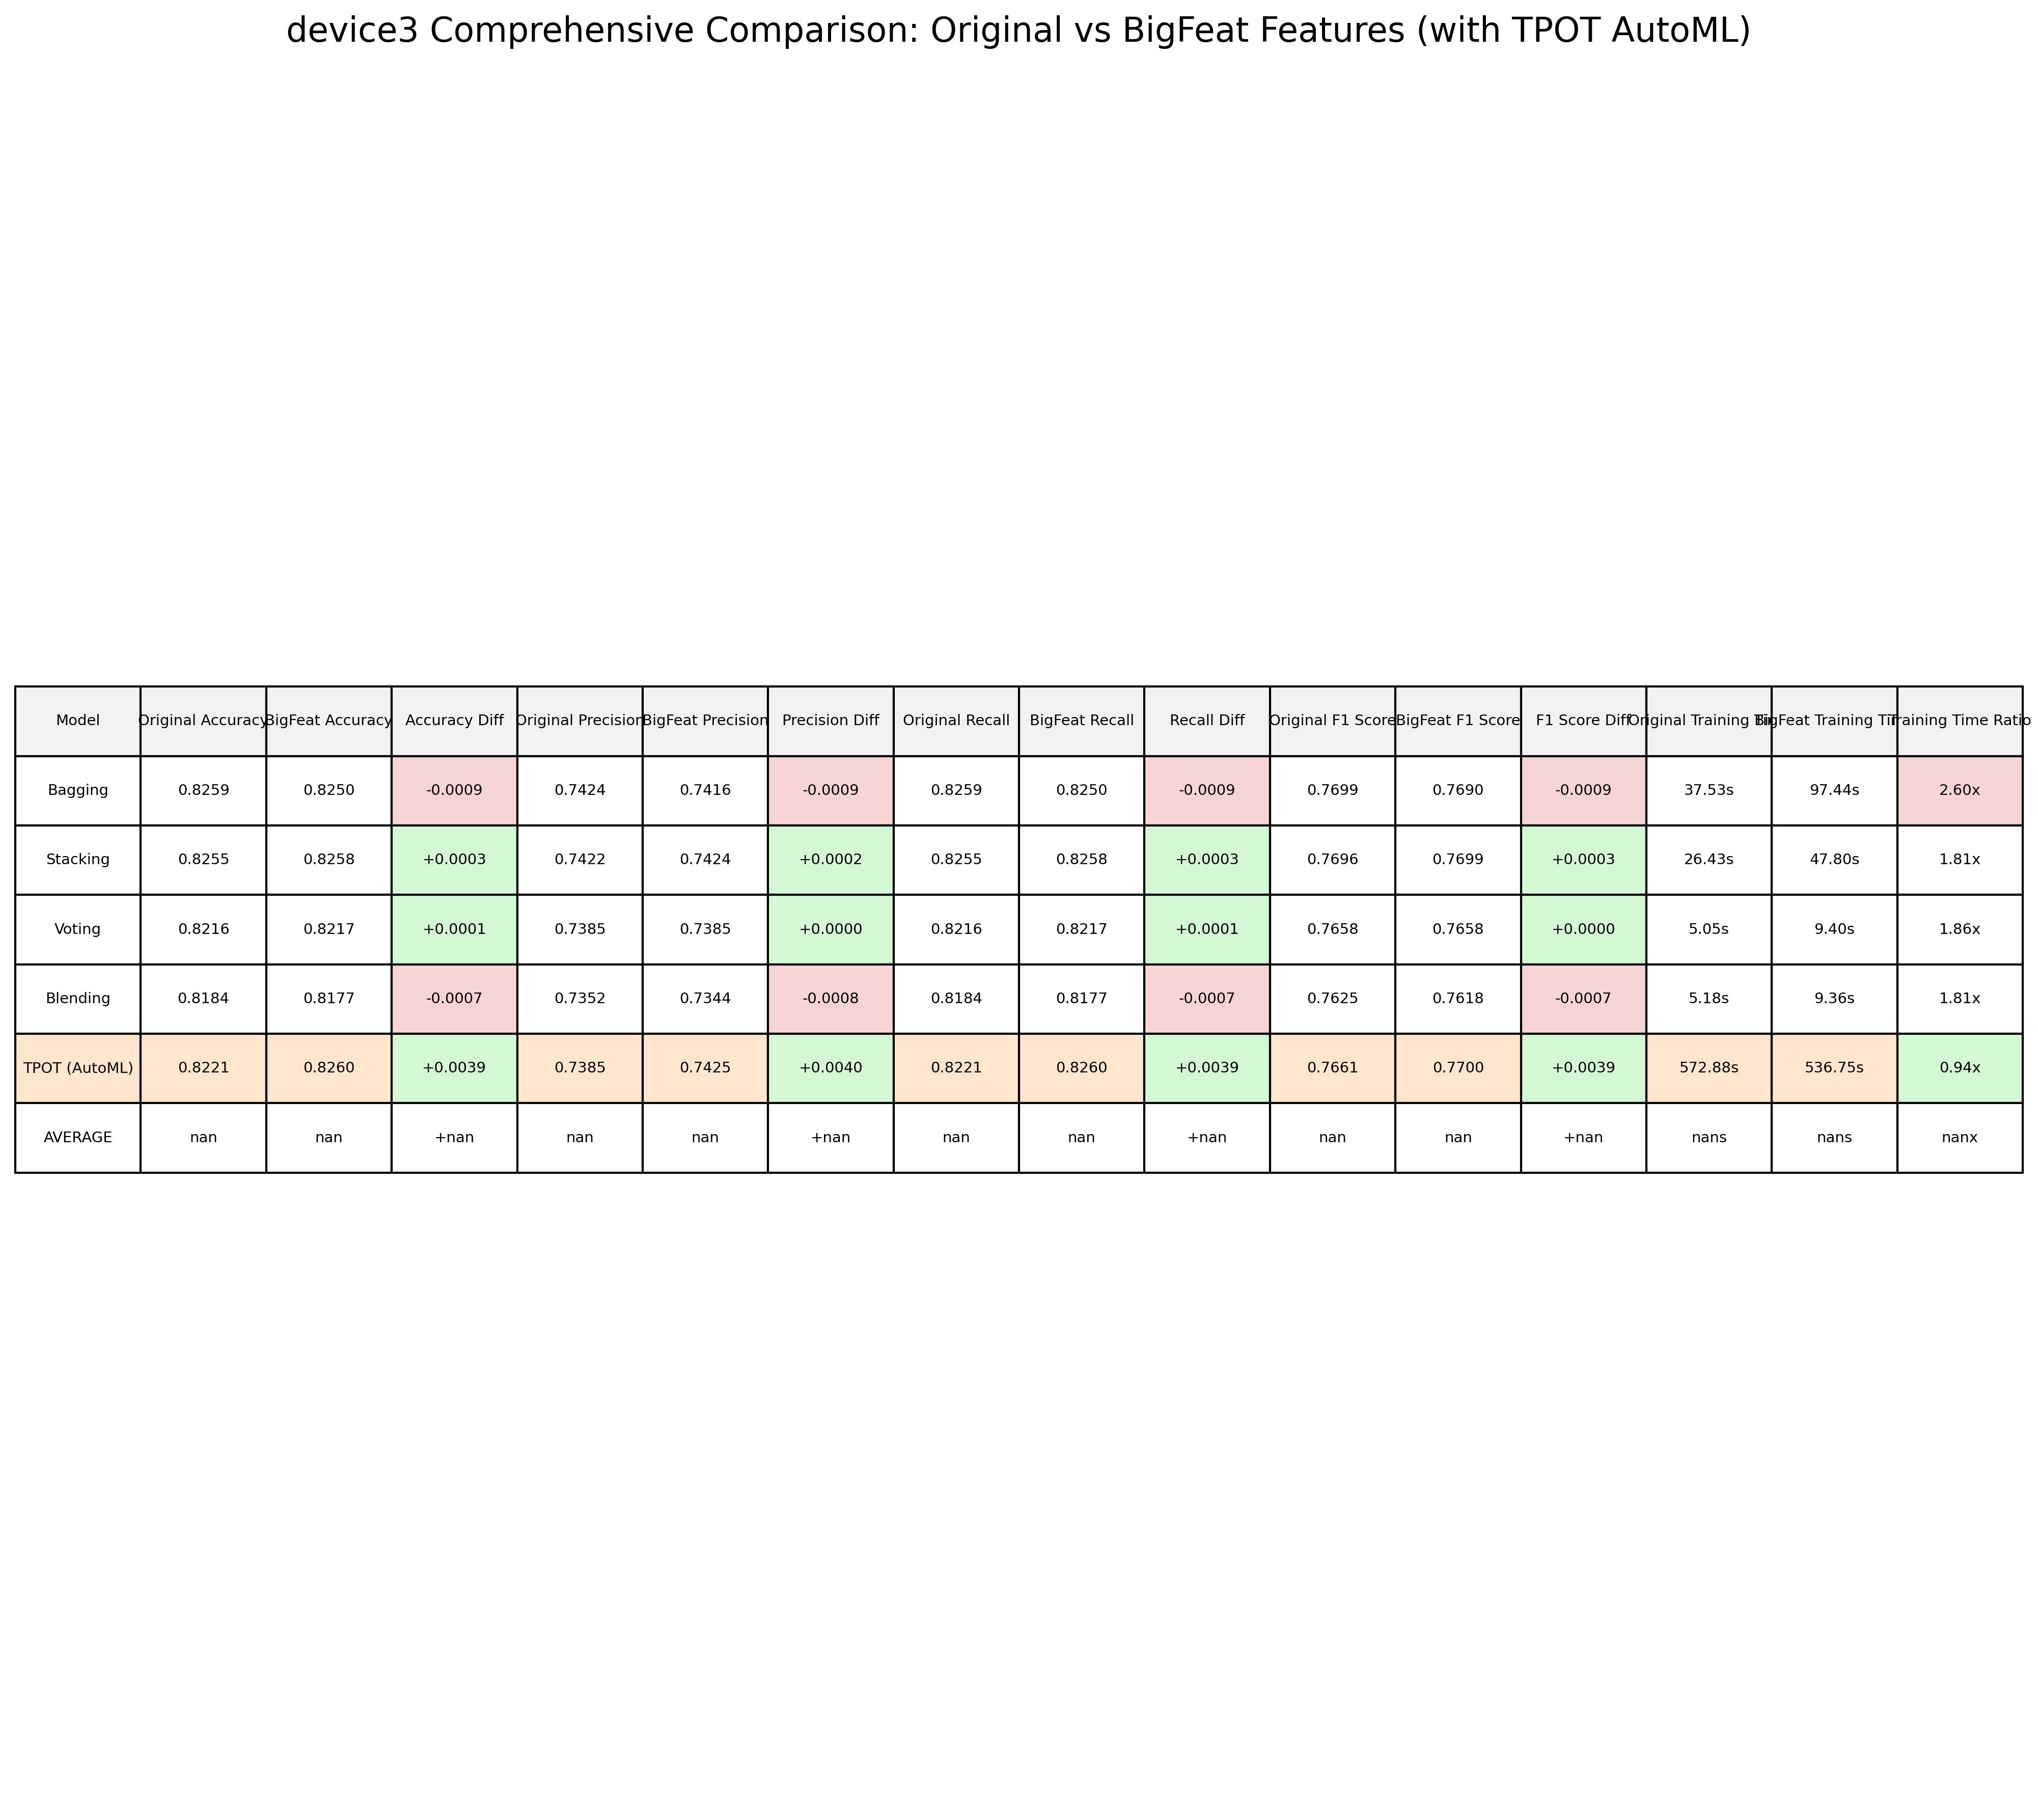 device3 Comprehensive Comparison: Original vs BigFeat Features (with TPOT AutoML)
Model Original Accuracy BigFeat Accuracy Accuracy Diff Original Precision BigFeat Precision Precision Diff Original Recall BigFeat Recall Recall Diff Original F1 Score BigFeat F1 Score F1 Score Diff Original Training BigFeat Training Training Time Ratio
Bagging 0.8259 0.8250 -0.0009 0.7424 0.7416 -0.0009 0.8259 0.8250 -0.0009 0.7699 0.7690 -0.0009 37.53s 97.44s 2.60x
Stacking 0.8255 0.8258 +0.0003 0.7422 0.7424 +0.0002 0.8255 0.8258 +0.0003 0.7696 0.7699 +0.0003 26.43s 47.80s 1.81x
Voting 0.8216 0.8217 +0.0001 0.7385 0.7385 +0.0000 0.8216 0.8217 +0.0001 0.7658 0.7658 +0.0000 5.05s 9.40s 1.86x
Blending 0.8184 0.8177 -0.0007 0.7352 0.7344 -0.0008 0.8184 0.8177 -0.0007 0.7625 0.7618 -0.0007 5.18s 9.36s 1.81x
TPOT (AutoML) 0.8221 0.8260 +0.0039 0.7385 0.7425 +0.0040 0.8221 0.8260 +0.0039 0.7661 0.7700 +0.0039 572.88s 536.75s 0.94x
AVERAGE nan nan +nan nan nan +nan nan nan +nan nan nan +nan nans nans nanx